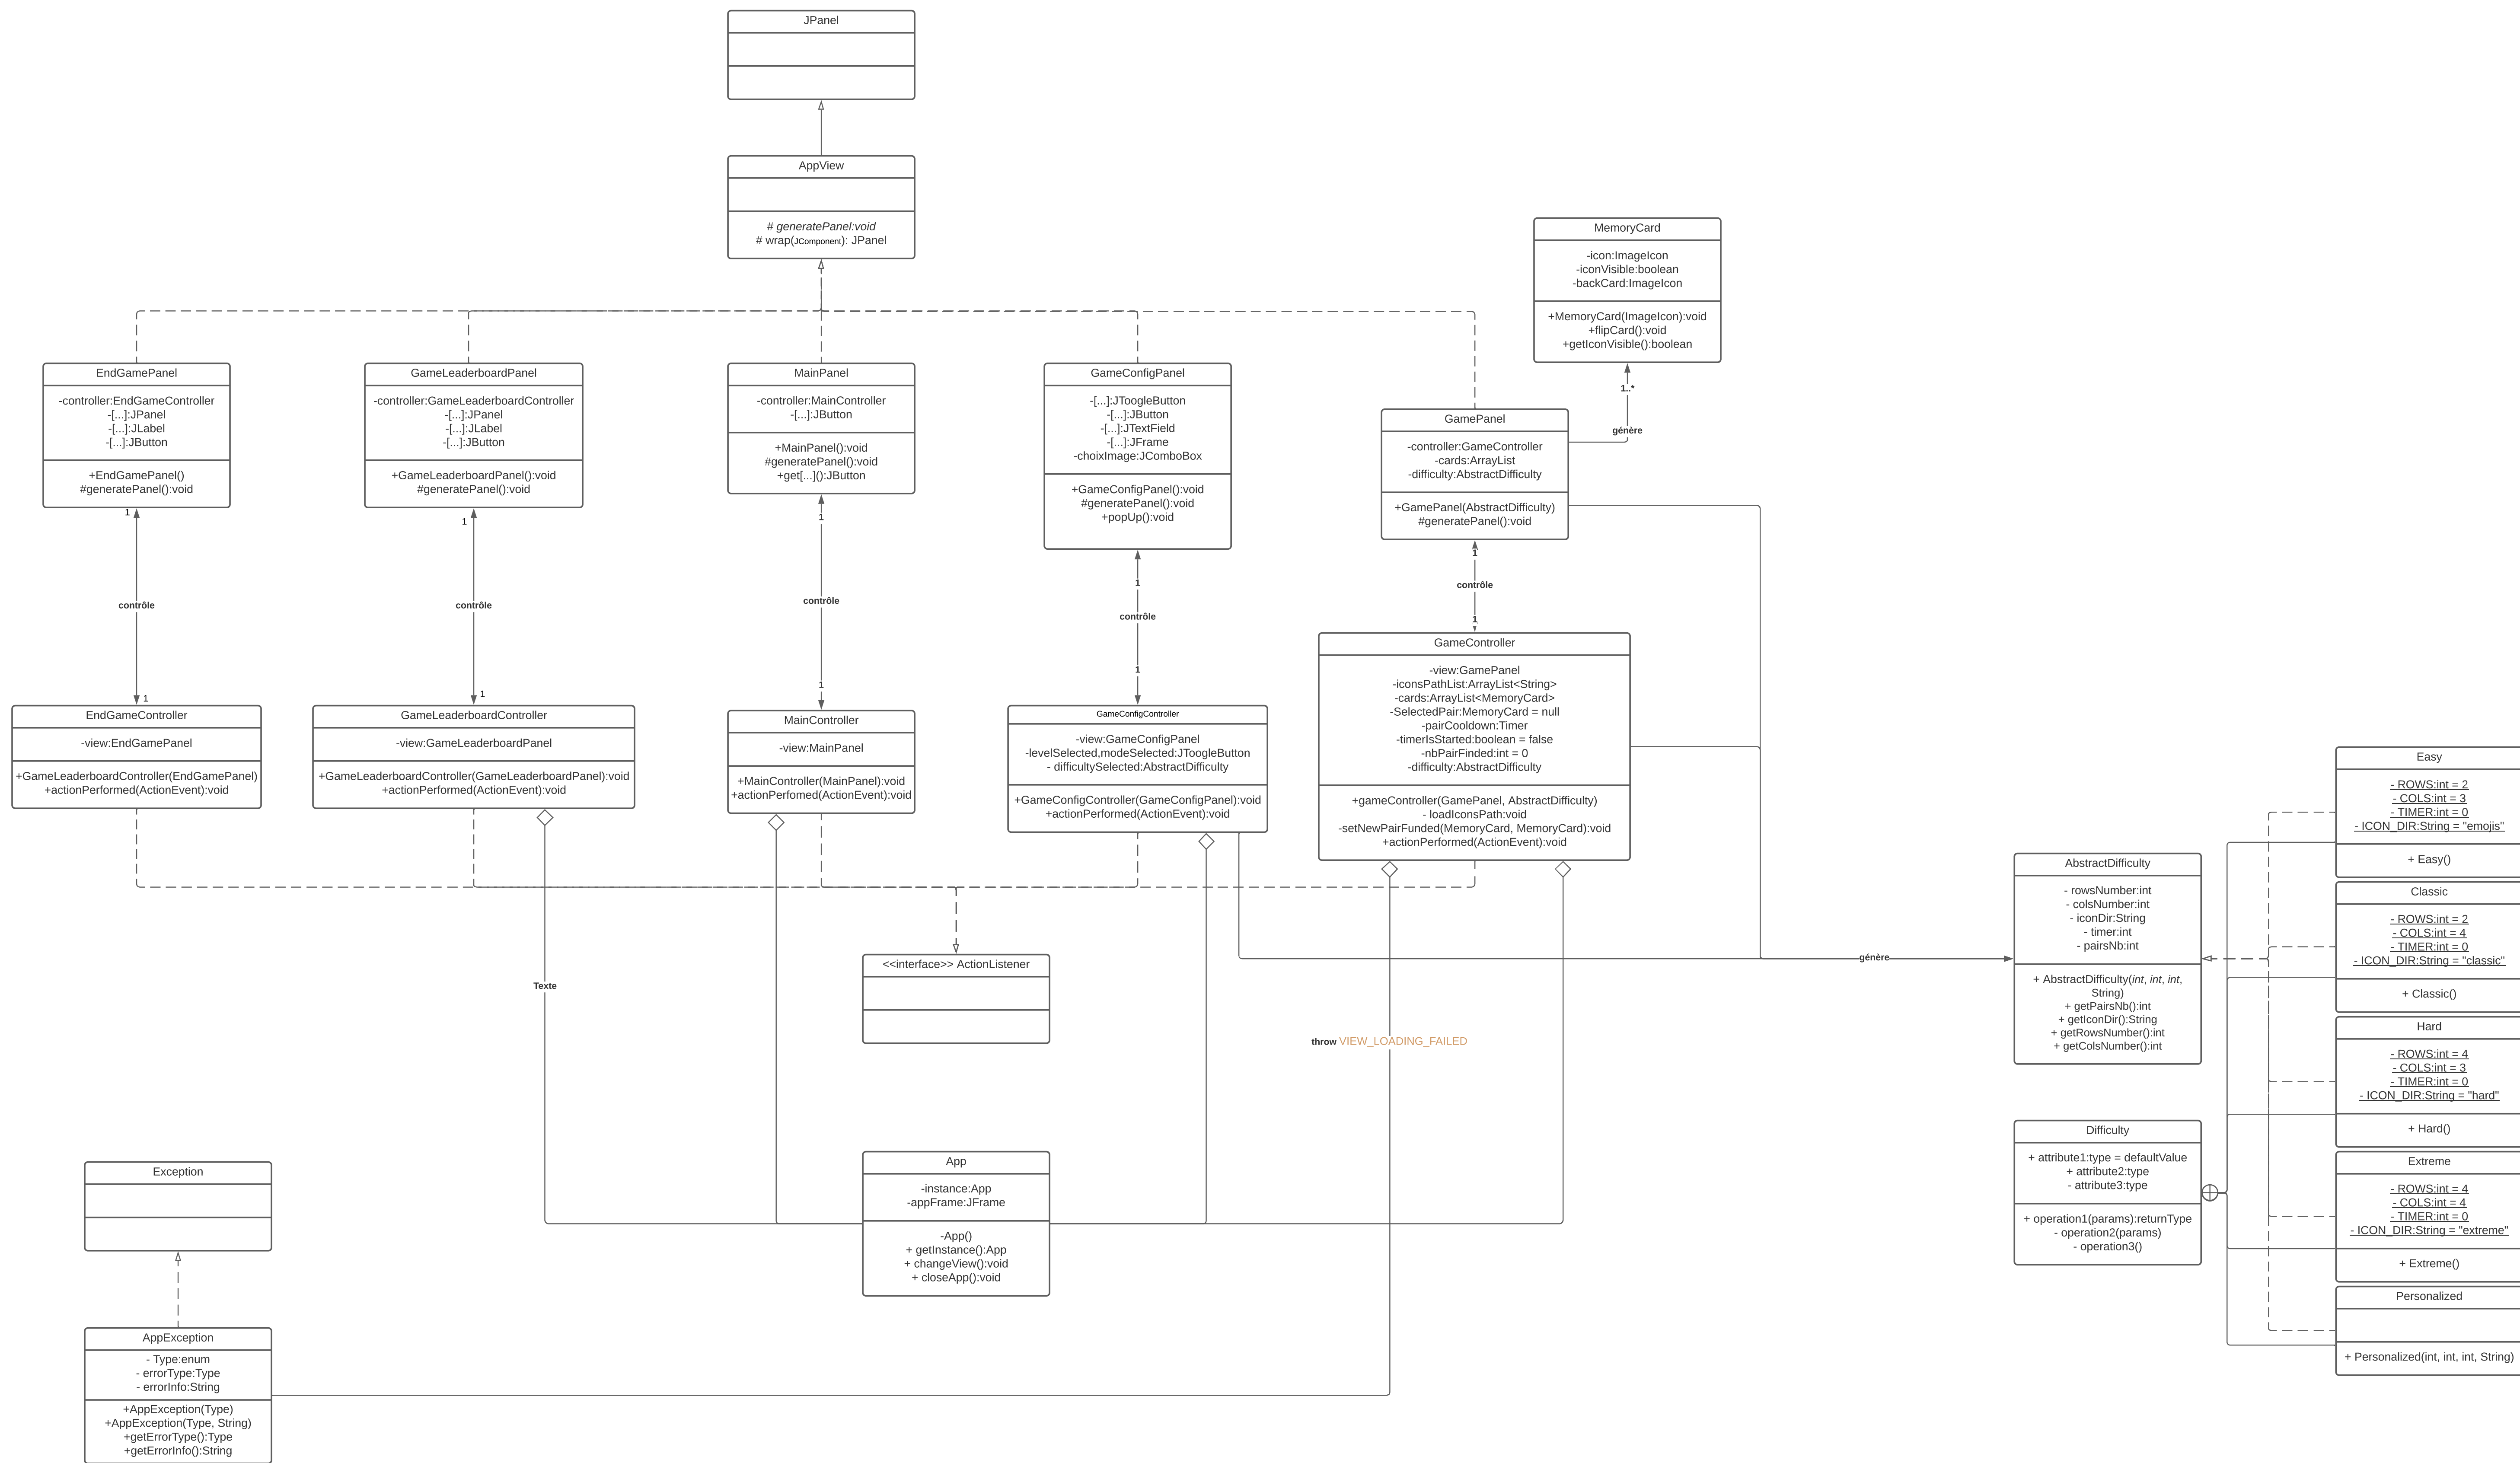 JPanel
AppView
# generatePanel:void
# wrap(JComponent): JPanel
MemoryCard
-icon:ImageIcon
-iconVisible:boolean
-backCard:ImageIcon
+MemoryCard(ImageIcon):void
+flipCard():void
+getIconVisible():boolean
1..*
génère
EndGamePanel
-controller:EndGameController
-[...]:JPanel
-[...]:JLabel
-[...]:JButton
+EndGamePanel()
#generatePanel():void
GameLeaderboardPanel
-controller:GameLeaderboardController
-[...]:JPanel
-[...]:JLabel
-[...]:JButton
+GameLeaderboardPanel():void
#generatePanel():void
MainPanel
-controller:MainController
-[...]:JButton
+MainPanel():void
#generatePanel():void
+get[...]():JButton
GameConfigPanel
-[...]:JToogleButton
-[...]:JButton
-[...]:JTextField
-[...]:JFrame
-choixImage:JComboBox
+GameConfigPanel():void
#generatePanel():void
+popUp():void
GamePanel
-controller:GameController
-cards:ArrayList
-difficulty:AbstractDifficulty
+GamePanel(AbstractDifficulty)
#generatePanel():void
1
contrôle
1
1
contrôle
1
1
contrôle
1
1
contrôle
1
1
contrôle
1
EndGameController
-view:EndGamePanel
+GameLeaderboardController(EndGamePanel)
+actionPerformed(ActionEvent):void
GameLeaderboardController
-view:GameLeaderboardPanel
+GameLeaderboardController(GameLeaderboardPanel):void
+actionPerformed(ActionEvent):void
MainController
-view:MainPanel
+MainController(MainPanel):void
+actionPerfomed(ActionEvent):void
GameConfigController
-view:GameConfigPanel
-levelSelected,modeSelected:JToogleButton
- difficultySelected:AbstractDifficulty
+GameConfigController(GameConfigPanel):void
+actionPerformed(ActionEvent):void
GameController
-view:GamePanel
-iconsPathList:ArrayList<String>
-cards:ArrayList<MemoryCard>
-SelectedPair:MemoryCard = null
-pairCooldown:Timer
-timerIsStarted:boolean = false
-nbPairFinded:int = 0
-difficulty:AbstractDifficulty
+gameController(GamePanel, AbstractDifficulty)
- loadIconsPath:void
-setNewPairFunded(MemoryCard, MemoryCard):void
+actionPerformed(ActionEvent):void
<<interface>> ActionListener
Texte
génère
throw VIEW_LOADING_FAILED
App
-instance:App
-appFrame:JFrame
-App()
+ getInstance():App
+ changeView():void
+ closeApp():void
Exception
AppException
- Type:enum
- errorType:Type
- errorInfo:String
+AppException(Type)
+AppException(Type, String)
+getErrorType():Type
+getErrorInfo():String
AbstractDifficulty
- rowsNumber:int
- colsNumber:int
- iconDir:String
- timer:int
- pairsNb:int
+ AbstractDifficulty(int, int, int,
String)
+ getPairsNb():int
+ getIconDir():String
+ getRowsNumber():int
+ getColsNumber():int
Difficulty
+ attribute1:type = defaultValue
+ attribute2:type
- attribute3:type
+ operation1(params):returnType
- operation2(params)
- operation3()
Easy
- ROWS:int = 2
- COLS:int = 3
- TIMER:int = 0
- ICON_DIR:String = "emojis"
+ Easy()
Classic
- ROWS:int = 2
- COLS:int = 4
- TIMER:int = 0
- ICON_DIR:String = "classic"
+ Classic()
Hard
- ROWS:int = 4
- COLS:int = 3
- TIMER:int = 0
- ICON_DIR:String = "hard"
+ Hard()
Extreme
- ROWS:int = 4
- COLS:int = 4
- TIMER:int = 0
- ICON_DIR:String = "extreme"
+ Extreme()
Personalized
+ Personalized(int, int, int, String)